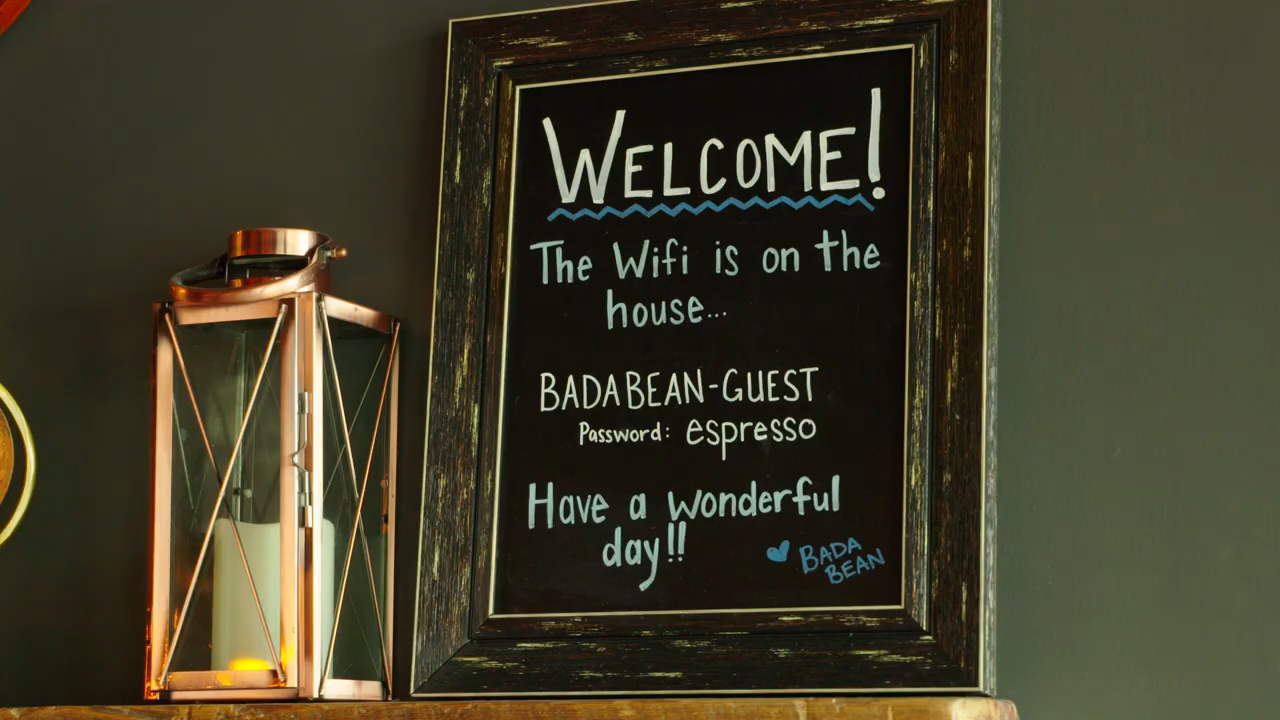 WELCOME!
The Wifi is on the
house...
BADABEAN-GUEST
Password: espresso
Have a wonderful
day!!
BADA
BEAN